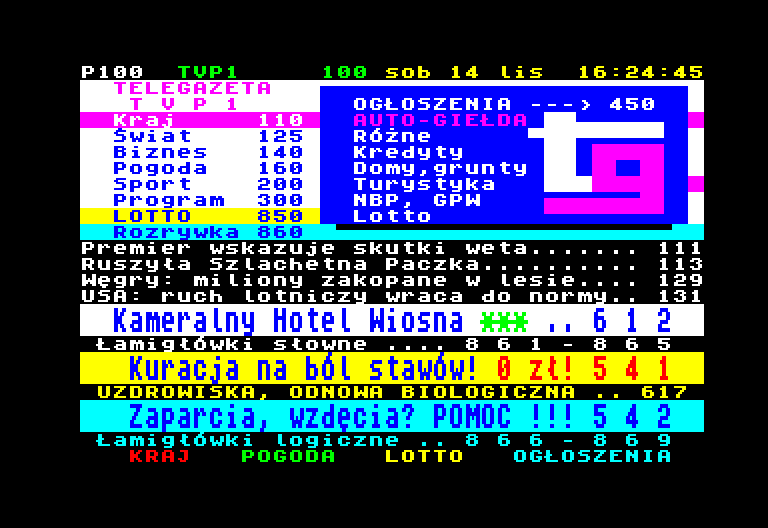 P100 TVP1 100 sob 14 lis 16:24:45
TELEGAZETA
T V P 1
OGŁOSZENIA ---> 450
Kraj 110 AUTO-GIEŁDA
Świat 125 Różne
Biznes 140 Kredyty
Pogoda 160 Domy,grunty
Sport 200 Turystyka
Program 300 NBP, GPW
LOTTO 850 Lotto
tg
Rozrywka 860
Premier wskazuje skutki weta....... 111
Ruszyła Szlachetna Paczka.......... 113
Węgry: miliony zakopane w lesie.... 129
USA: ruch lotniczy wraca do normy.. 131
Kameralny Hotel Wiosna *** .. 6 1 2
Łamigłówki słowne .... 8 6 1 - 8 6 5
Kuracja na ból stawów! 0 zł! 5 4 1
UZDROWISKA, ODNOWA BIOLOGICZNA .. 617
Zaparcia, wzdęcia? POMOC !!! 5 4 2
Łamigłówki logiczne .. 8 6 6 - 8 6 9
KRAJ POGODA LOTTO OGŁOSZENIA